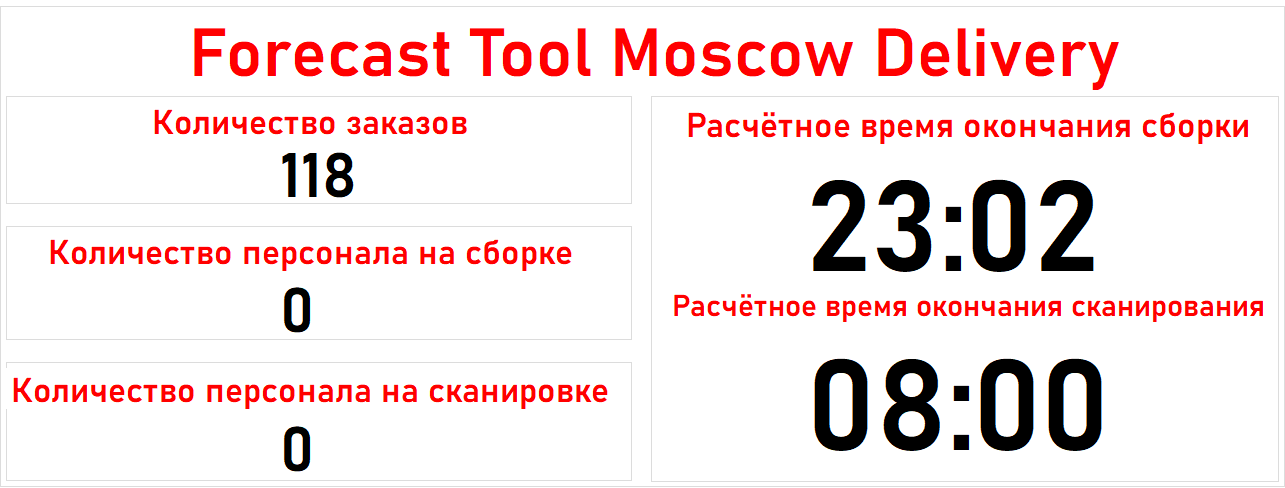 Forecast Tool Moscow Delivery
Количество заказов
118
Количество персонала на сборке
0
Количество персонала на сканировке
0
Расчётное время окончания сборки
23:02
Расчётное время окончания сканирования
08:00